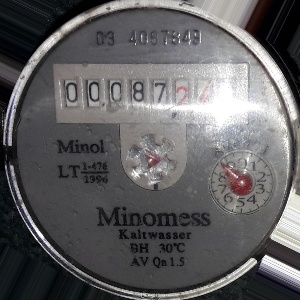 03 4067849
0008724
Minol
LT 1-476 1996
Minomess
Kaltwasser
BH 30°C
AV Qn 1.5